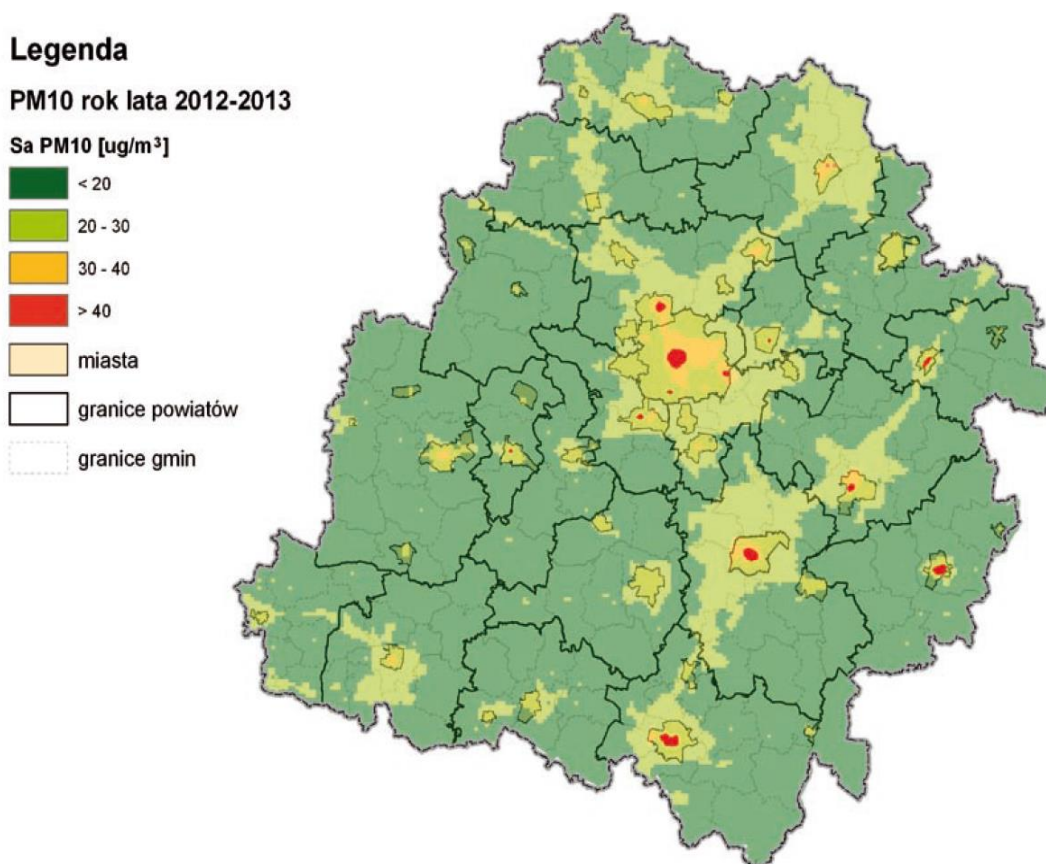 Legenda
PM10 rok lata 2012-2013
Sa PM10 [ug/m³]
< 20
20 - 30
30 - 40
> 40
miasta
granice powiatów
granice gmin